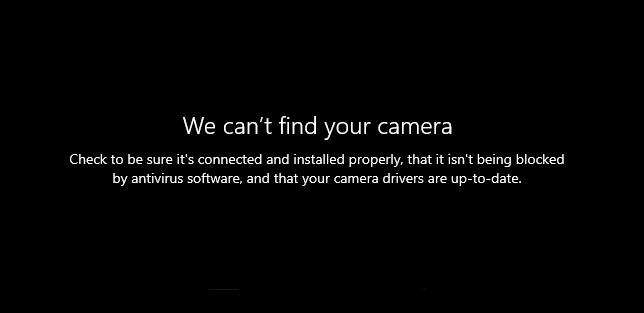 We can’t find your camera
Check to be sure it's connected and installed properly, that it isn't being blocked
by antivirus software, and that your camera drivers are up-to-date.